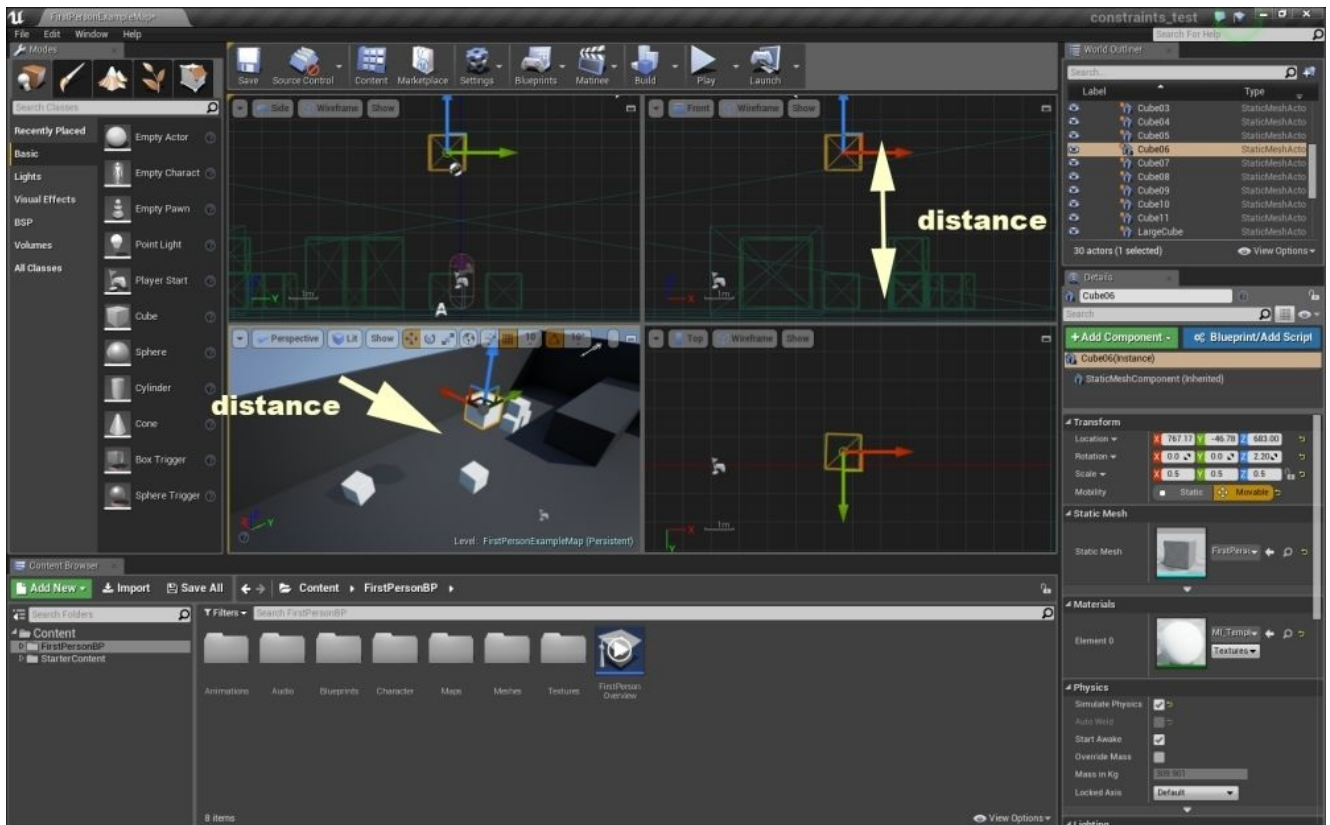 FirstPersonExampleMap*
constraints_test
File Edit Window Help
Search For Help
Modes
Save Source Control Content Marketplace Settings Blueprints Matinee Build Play Launch
Search Classes
Recently Placed
Basic
Lights
Visual Effects
BSP
Volumes
All Classes
Empty Actor
Empty Charact
Empty Pawn
Point Light
Player Start
Cube
Sphere
Cylinder
Cone
Box Trigger
Sphere Trigger
Side Wireframe Show
Y 1m
A
Front Wireframe Show
distance
X 1m
Perspective Lit Show 10 10°
distance
Level: FirstPersonExampleMap (Persistent)
Top Wireframe Show
X 1m
Y
World Outliner
Search...
Label Type
Cube03 StaticMeshActo
Cube04 StaticMeshActo
Cube05 StaticMeshActo
Cube06 StaticMeshActo
Cube07 StaticMeshActo
Cube08 StaticMeshActo
Cube09 StaticMeshActo
Cube10 StaticMeshActo
Cube11 StaticMeshActo
LargeCube StaticMeshActo
30 actors (1 selected) View Options
Details
Cube06
Search
+Add Component Blueprint/Add Script
Cube06(Instance)
StaticMeshComponent (Inherited)
Transform
Location X 767.17 Y -46.78 Z 683.00
Rotation X 0.0 Y 0.0 Z 2.20
Scale X 0.5 Y 0.5 Z 0.5
Mobility Static Movable
Static Mesh
Static Mesh FirstPerso
Materials
Element 0 MI_Templ
Textures
Physics
Simulate Physics
Auto Weld
Start Awake
Override Mass
Mass in Kg 309.901
Locked Axis Default
Lighting
Content Browser
Add New Import Save All Content FirstPersonBP
Search Folders
Content
FirstPersonBP
StarterContent
Filters Search FirstPersonBP
Animations Audio Blueprints Character Maps Meshes Textures FirstPerson
Overview
8 items View Options